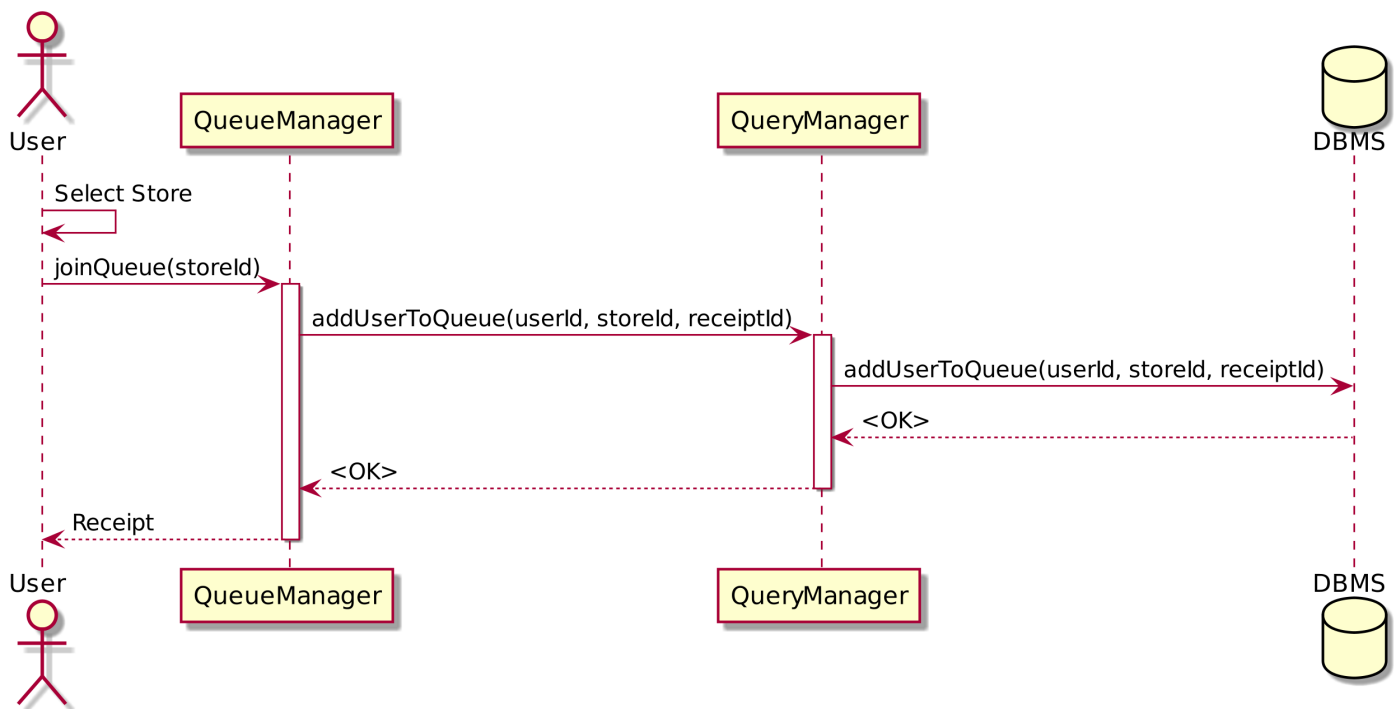 User
QueueManager
QueryManager
DBMS
Select Store
joinQueue(storeId)
addUserToQueue(userId, storeId, receiptId)
addUserToQueue(userId, storeId, receiptId)
<OK>
<OK>
Receipt
User
QueueManager
QueryManager
DBMS